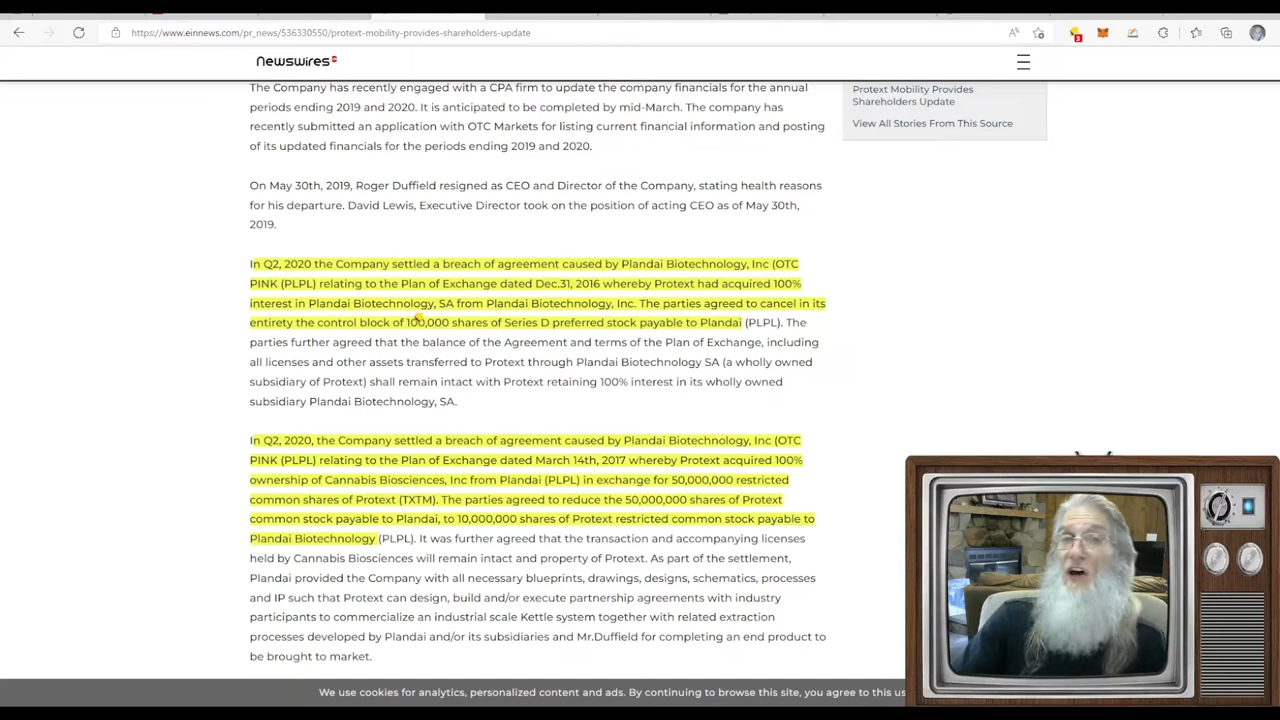 https://www.einnews.com/pr_news/536330550/protext-mobility-provides-shareholders-update
3
newswires
The Company has recently engaged with a CPA firm to update the company financials for the annual
periods ending 2019 and 2020. It is anticipated to be completed by mid-March. The company has
recently submitted an application with OTC Markets for listing current financial information and posting
of its updated financials for the periods ending 2019 and 2020.
Protext Mobility Provides
Shareholders Update
View All Stories From This Source
On May 30th, 2019, Roger Duffield resigned as CEO and Director of the Company, stating health reasons
for his departure. David Lewis, Executive Director took on the position of acting CEO as of May 30th,
2019.
In Q2, 2020 the Company settled a breach of agreement caused by Plandai Biotechnology, Inc (OTC
PINK (PLPL) relating to the Plan of Exchange dated Dec.31, 2016 whereby Protext had acquired 100%
interest in Plandai Biotechnology, SA from Plandai Biotechnology, Inc. The parties agreed to cancel in its
entirety the control block of 100,000 shares of Series D preferred stock payable to Plandai (PLPL). The
parties further agreed that the balance of the Agreement and terms of the Plan of Exchange, including
all licenses and other assets transferred to Protext through Plandai Biotechnology SA (a wholly owned
subsidiary of Protext) shall remain intact with Protext retaining 100% interest in its wholly owned
subsidiary Plandai Biotechnology, SA.
In Q2, 2020, the Company settled a breach of agreement caused by Plandai Biotechnology, Inc (OTC
PINK (PLPL) relating to the Plan of Exchange dated March 14th, 2017 whereby Protext acquired 100%
ownership of Cannabis Biosciences, Inc from Plandai (PLPL) in exchange for 50,000,000 restricted
common shares of Protext (TXTM). The parties agreed to reduce the 50,000,000 shares of Protext
common stock payable to Plandai, to 10,000,000 shares of Protext restricted common stock payable to
Plandai Biotechnology (PLPL). It was further agreed that the transaction and accompanying licenses
held by Cannabis Biosciences will remain intact and property of Protext. As part of the settlement,
Plandai provided the Company with all necessary blueprints, drawings, designs, schematics, processes
and IP such that Protext can design, build and/or execute partnership agreements with industry
participants to commercialize an industrial scale Kettle system together with related extraction
processes developed by Plandai and/or its subsidiaries and Mr.Duffield for completing an end product to
be brought to market.
We use cookies for analytics, personalized content and ads. By continuing to browse this site, you agree to this us